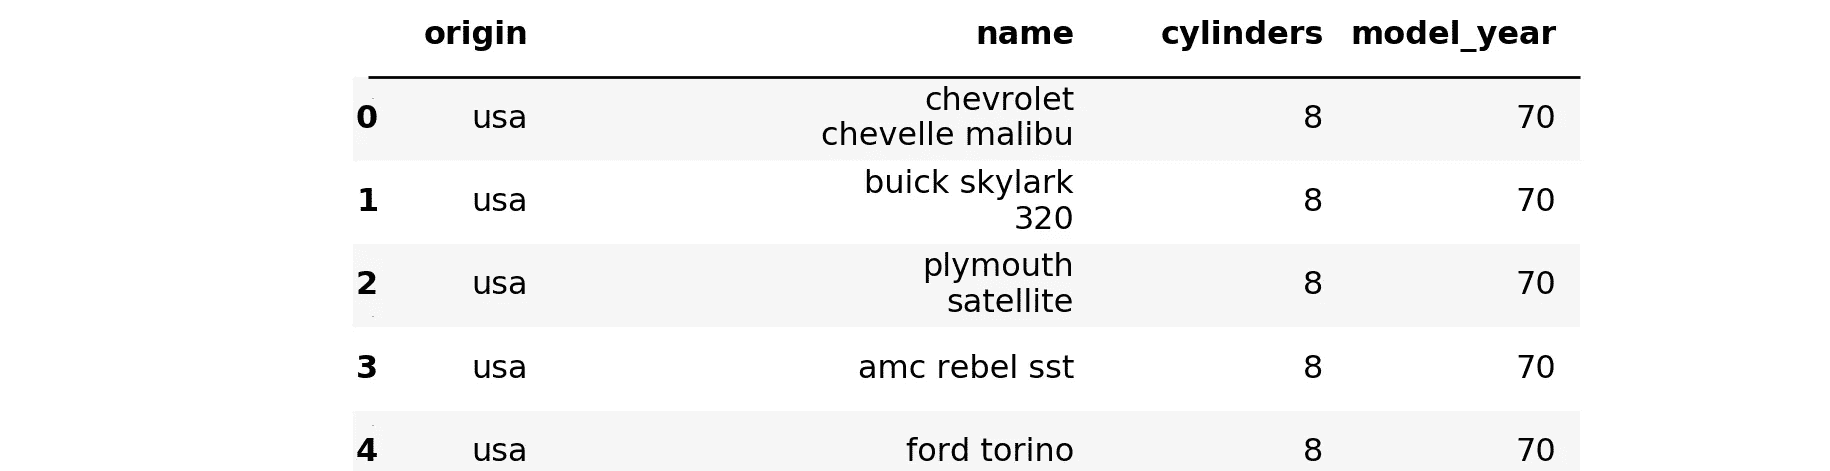 origin name cylinders model_year
0 usa chevrolet chevelle malibu 8 70
1 usa buick skylark 320 8 70
2 usa plymouth satellite 8 70
3 usa amc rebel sst 8 70
4 usa ford torino 8 70